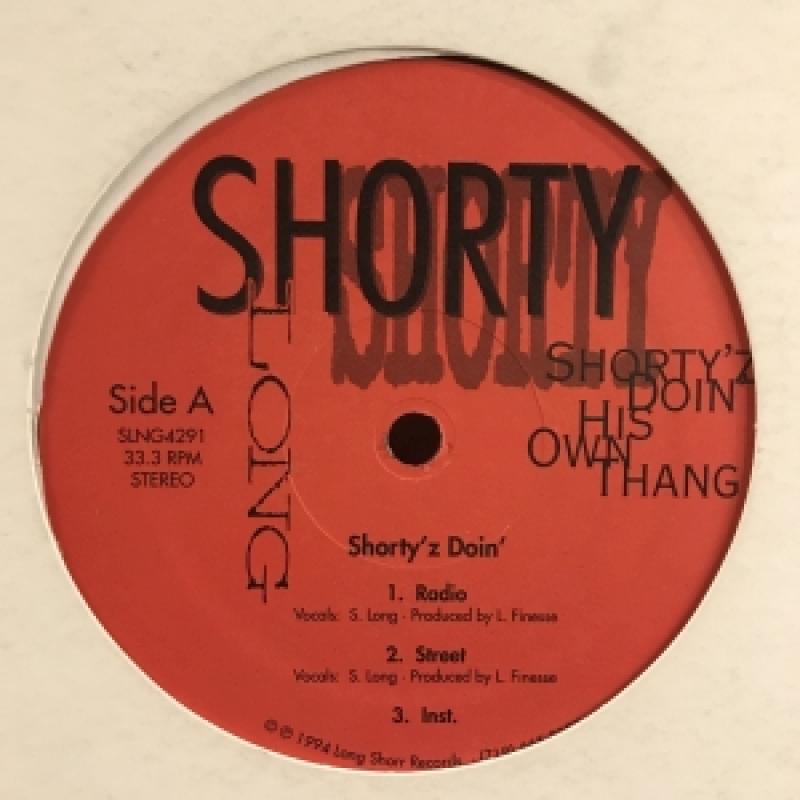 SHORTY
SHORTY
LONG
SHORTY'Z
DOIN'
HIS
OWN
THANG
Side A
SLNG4291
33.3 RPM
STEREO
Shorty'z Doin'
1. Radio
Vocals: S. Long · Produced by L. Finesse
2. Street
Vocals: S. Long · Produced by L. Finesse
3. Inst.
© ℗ 1994 Long Shorr Records